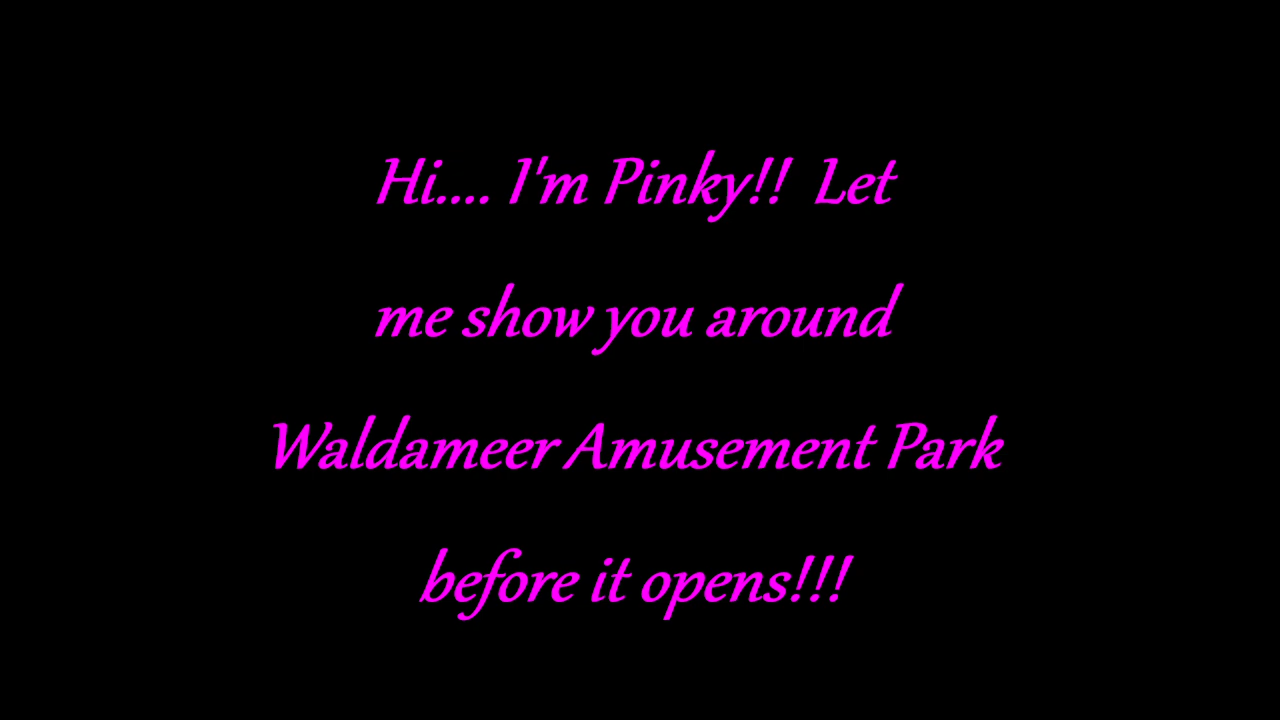 Hi.... I'm Pinky!!  Let
me show you around
Waldameer Amusement Park
before it opens!!!